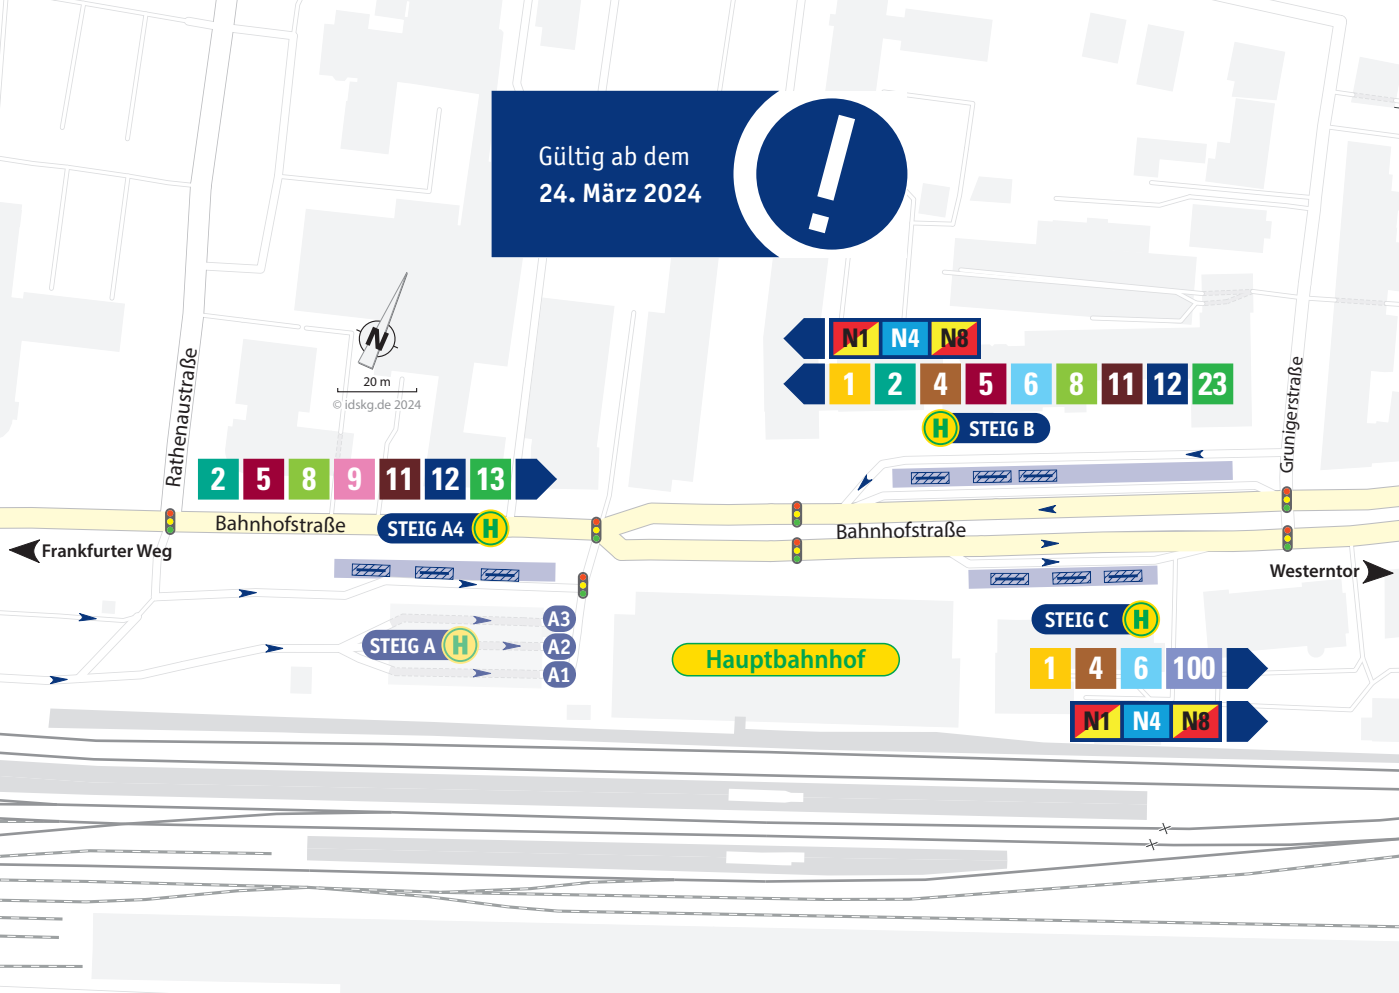 Gültig ab dem
24. März 2024
N
20 m
© idskg.de 2024
Rathenaustraße
Grunigerstraße
N1 N4 N8
1 2 4 5 6 8 11 12 23
H STEIG B
2 5 8 9 11 12 13
Bahnhofstraße
STEIG A4 H
Bahnhofstraße
Frankfurter Weg
Westerntor
A3
STEIG A H
A2
A1
Hauptbahnhof
STEIG C H
1 4 6 100
N1 N4 N8